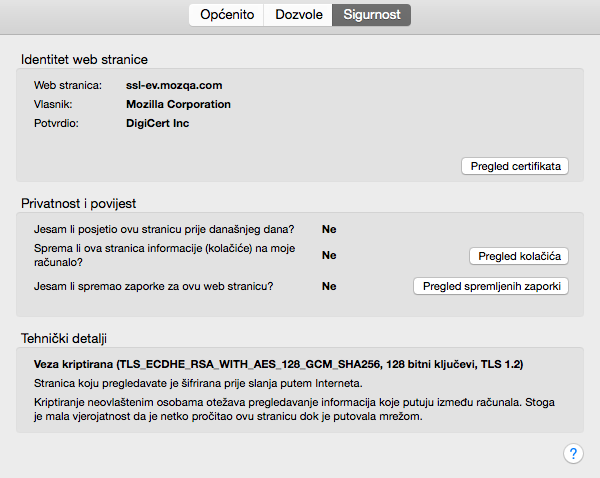 Općenito Dozvole Sigurnost
Identitet web stranice
Web stranica: ssl-ev.mozqa.com
Vlasnik: Mozilla Corporation
Potvrdio: DigiCert Inc
Pregled certifikata
Privatnost i povijest
Jesam li posjetio ovu stranicu prije današnjeg dana? Ne
Sprema li ova stranica informacije (kolačiće) na moje
računalo? Ne Pregled kolačića
Jesam li spremao zaporke za ovu web stranicu? Ne Pregled spremljenih zaporki
Tehnički detalji
Veza kriptirana (TLS_ECDHE_RSA_WITH_AES_128_GCM_SHA256, 128 bitni ključevi, TLS 1.2)
Stranica koju pregledavate je šifrirana prije slanja putem Interneta.
Kriptiranje neovlaštenim osobama otežava pregledavanje informacija koje putuju između računala. Stoga
je mala vjerojatnost da je netko pročitao ovu stranicu dok je putovala mrežom.
?